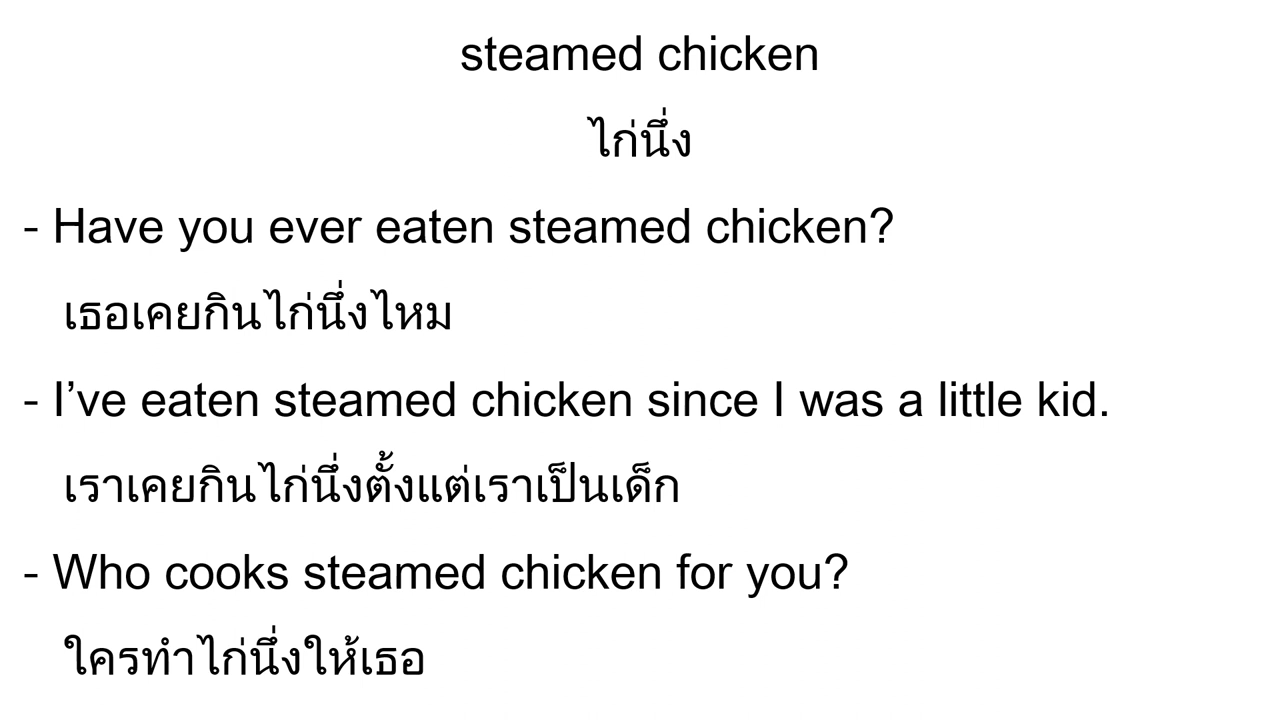 steamed chicken
ไก่นึ่ง
- Have you ever eaten steamed chicken?
เธอเคยกินไก่นึ่งไหม
- I’ve eaten steamed chicken since I was a little kid.
เราเคยกินไก่นึ่งตั้งแต่เราเป็นเด็ก
- Who cooks steamed chicken for you?
ใครทำไก่นึ่งให้เธอ